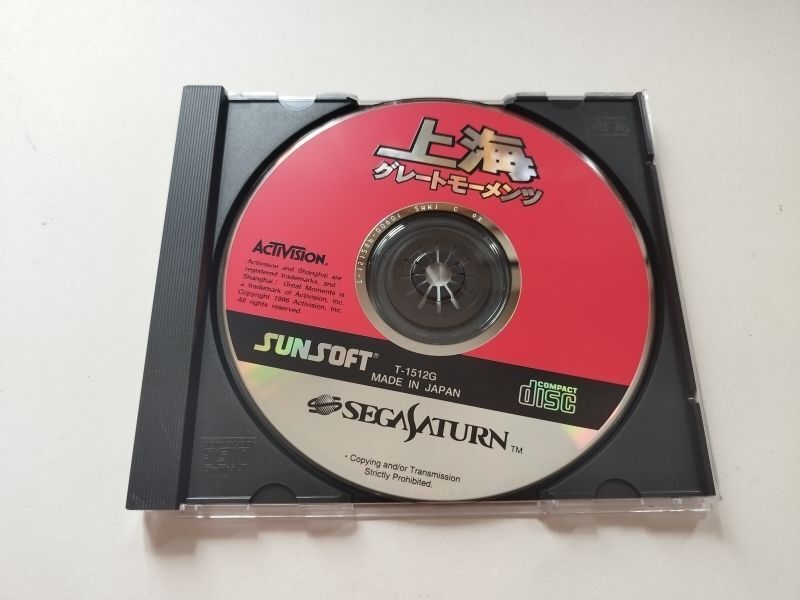 上海
グレートモーメンツ
ACTIVISION®
Activision and Shanghai are
registered trademarks, and
Shanghai: Great Moments is
a trademark of Activision, Inc.
Copyright 1996 Activision, Inc.
All rights reserved.
SUNSOFT®
T-1512G
MADE IN JAPAN
COMPACT
disc
SEGA SATURN™
• Copying and/or Transmission
Strictly Prohibited.